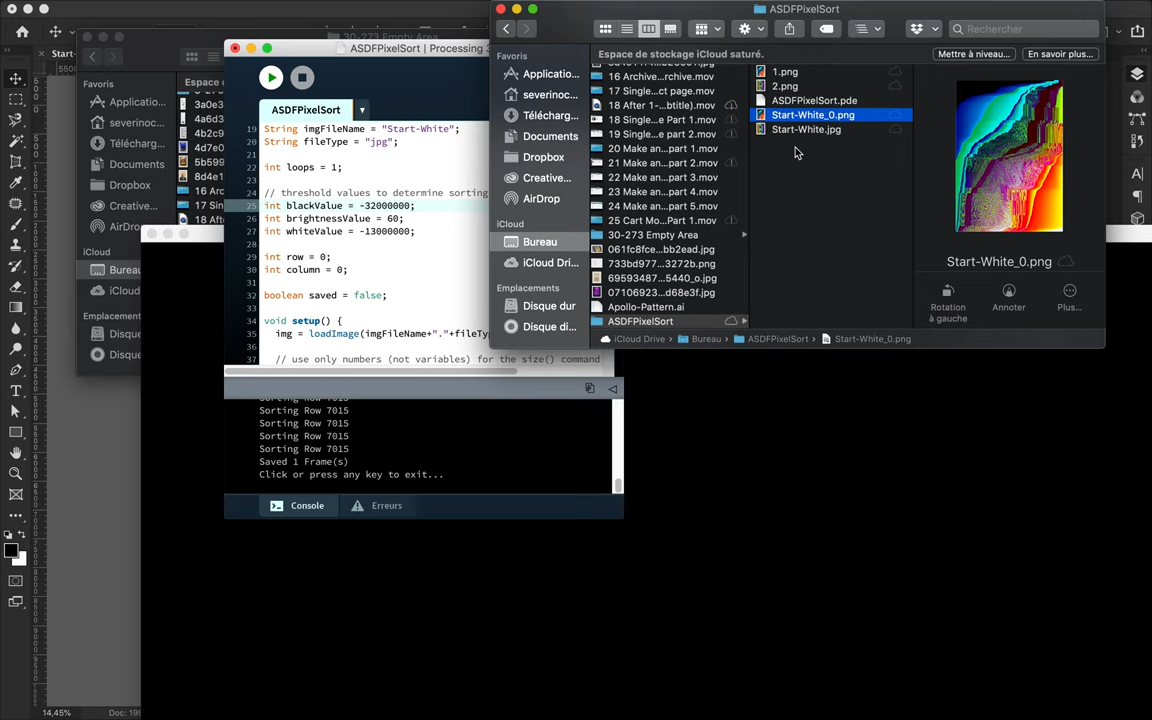 ASDFPixelSort
30-273 Empty Area
Start-
Favoris
Applicatio...
severinoc...
Télécharg...
Documents
Dropbox
Creative...
AirDro
iCloud
Bureau
iCloud
Emplacements
Disque
Disque
Espace d
3a0e3
4a6d3
4b2c9
4d7e0
5b599
8d4e1
16 Arc
17 Sin
18 Aft
14,45%
Doc: 199
ASDFPixelSort | Processing 3
ASDFPixelSort
19 String imgFileName = "Start-White";
20 String fileType = "jpg";
21
22 int loops = 1;
23
24 // threshold values to determine sorting
25 int blackValue = -32000000;
26 int brightnessValue = 60;
27 int whiteValue = -13000000;
28
29 int row = 0;
30 int column = 0;
31
32 boolean saved = false;
33
34 void setup() {
35 img = loadImage(imgFileName+"."+fileTy
36
37 // use only numbers (not variables) for the size() command
Sorting Row 7015
Sorting Row 7015
Sorting Row 7015
Sorting Row 7015
Sorting Row 7015
Saved 1 Frame(s)
Click or press any key to exit...
Console
Erreurs
Rechercher
Espace de stockage iCloud saturé.
Mettre à niveau...
En savoir plus...
Favoris
Applicatio...
severinoc...
Télécharg...
Documents
Dropbox
Creative...
AirDrop
iCloud
Bureau
iCloud Dri...
Emplacements
Disque dur
Disque di...
16 Archive...rchive.mov
17 Single...ct page.mov
18 After 1-...btitle).mov
18 Single...e Part 1.mov
19 Single...e part 2.mov
20 Make an...part 1.mov
21 Make an...part 2.mov
22 Make an...part 3.mov
23 Make an...part 4.mov
24 Make an...part 5.mov
25 Cart Mo...Part 1.mov
30-273 Empty Area
061fc8fce...bb2ead.jpg
733bd977...3272b.png
69593487...5440_o.jpg
07106923...d68e3f.jpg
Apollo-Pattern.ai
ASDFPixelSort
1.png
2.png
ASDFPixelSort.pde
Start-White_0.png
Start-White.jpg
Start-White_0.png
Rotation à gauche
Annoter
Plus...
iCloud Drive
Bureau
ASDFPixelSort
Start-White_0.png